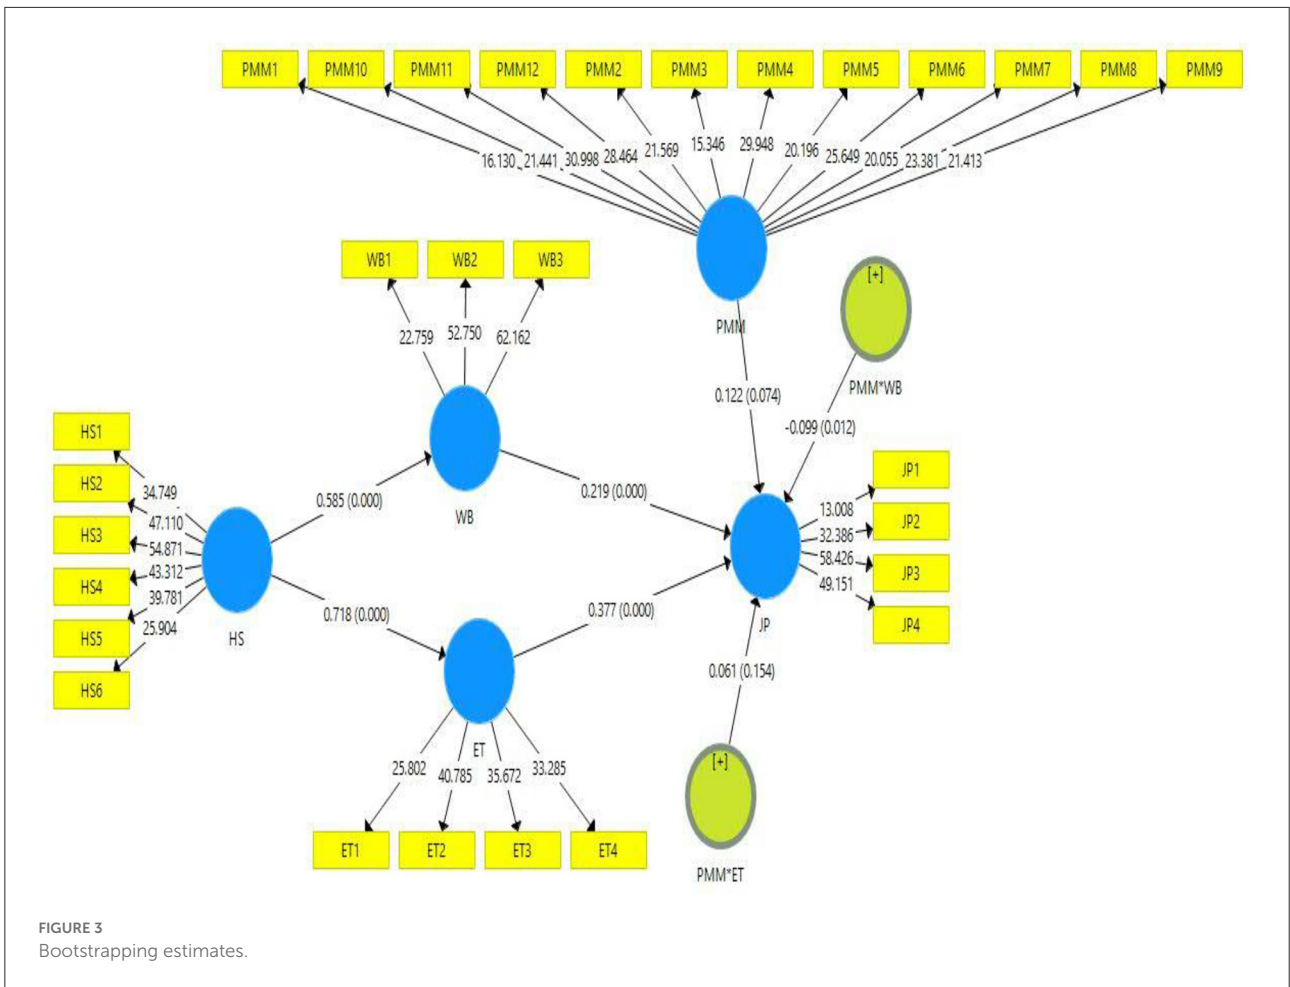 PMM1 PMM10 PMM11 PMM12 PMM2 PMM3 PMM4 PMM5 PMM6 PMM7 PMM8 PMM9
16.130 21.441 30.998 28.464 21.569 15.346 29.948 20.196 25.649 20.055 23.381 21.413
WB1 WB2 WB3
[+]
22.759 52.750 62.162
PMM
PMM*WB
0.122 (0.074)
-0.099 (0.012)
HS1
HS2
HS3
HS4
HS5
HS6
34.749
47.110
54.871
43.312
39.781
25.904
HS
0.585 (0.000)
WB
0.219 (0.000)
0.718 (0.000)
0.377 (0.000)
JP
13.008
32.386
58.426
49.151
JP1
JP2
JP3
JP4
0.061 (0.154)
ET
25.802 40.785 35.672 33.285
[+]
ET1 ET2 ET3 ET4
PMM*ET
FIGURE 3
Bootstrapping estimates.